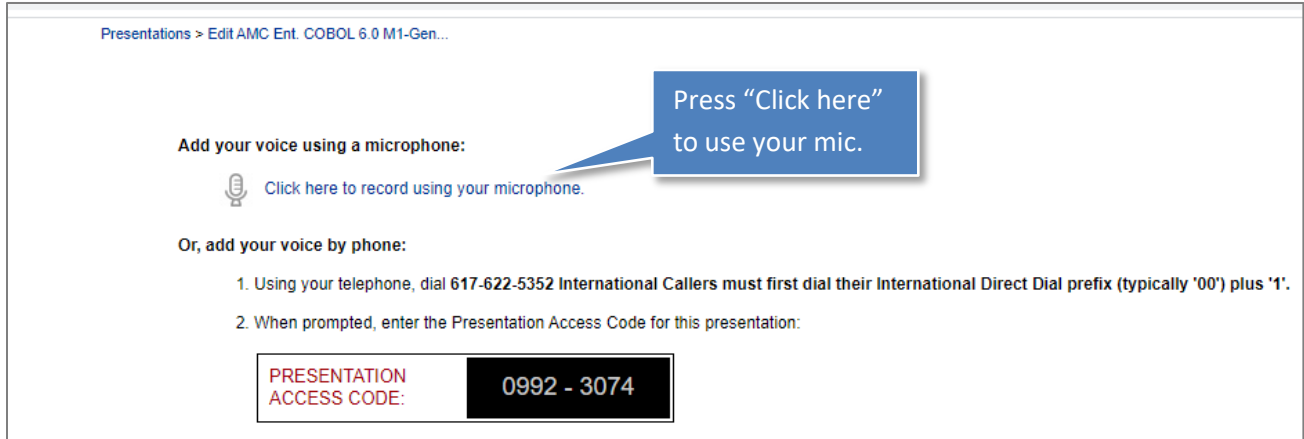 Presentations > Edit AMC Ent. COBOL 6.0 M1-Gen...
Press “Click here”
to use your mic.
Add your voice using a microphone:
Click here to record using your microphone.
Or, add your voice by phone:
1. Using your telephone, dial 617-622-5352 International Callers must first dial their International Direct Dial prefix (typically '00') plus '1'.
2. When prompted, enter the Presentation Access Code for this presentation:
PRESENTATION
ACCESS CODE:
0992 - 3074